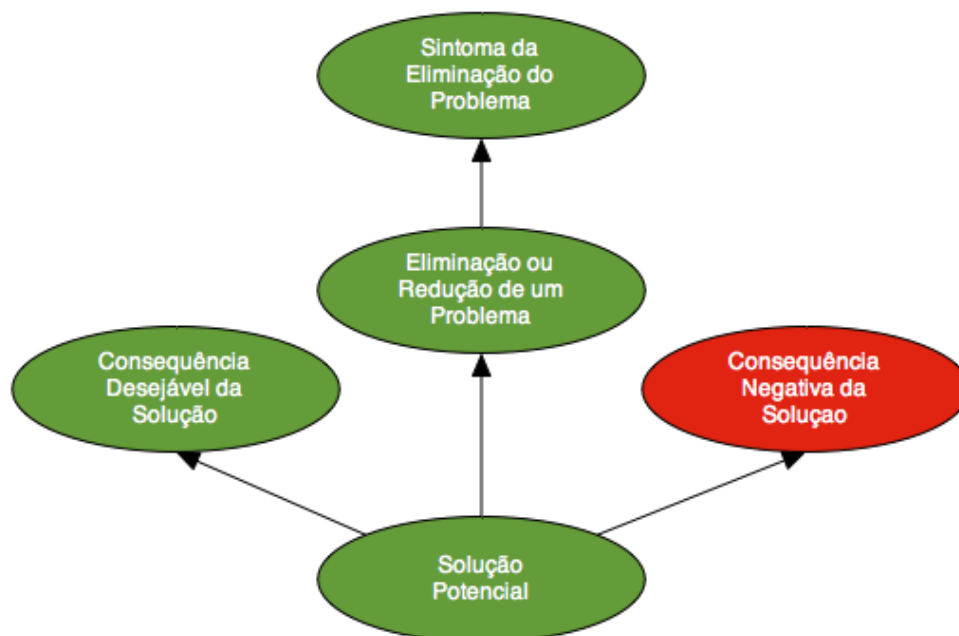 Sintoma da
Eliminação do
Problema
Eliminação ou
Redução de um
Problema
Consequência
Desejável da
Solução
Consequência
Negativa da
Soluçao
Solução
Potencial